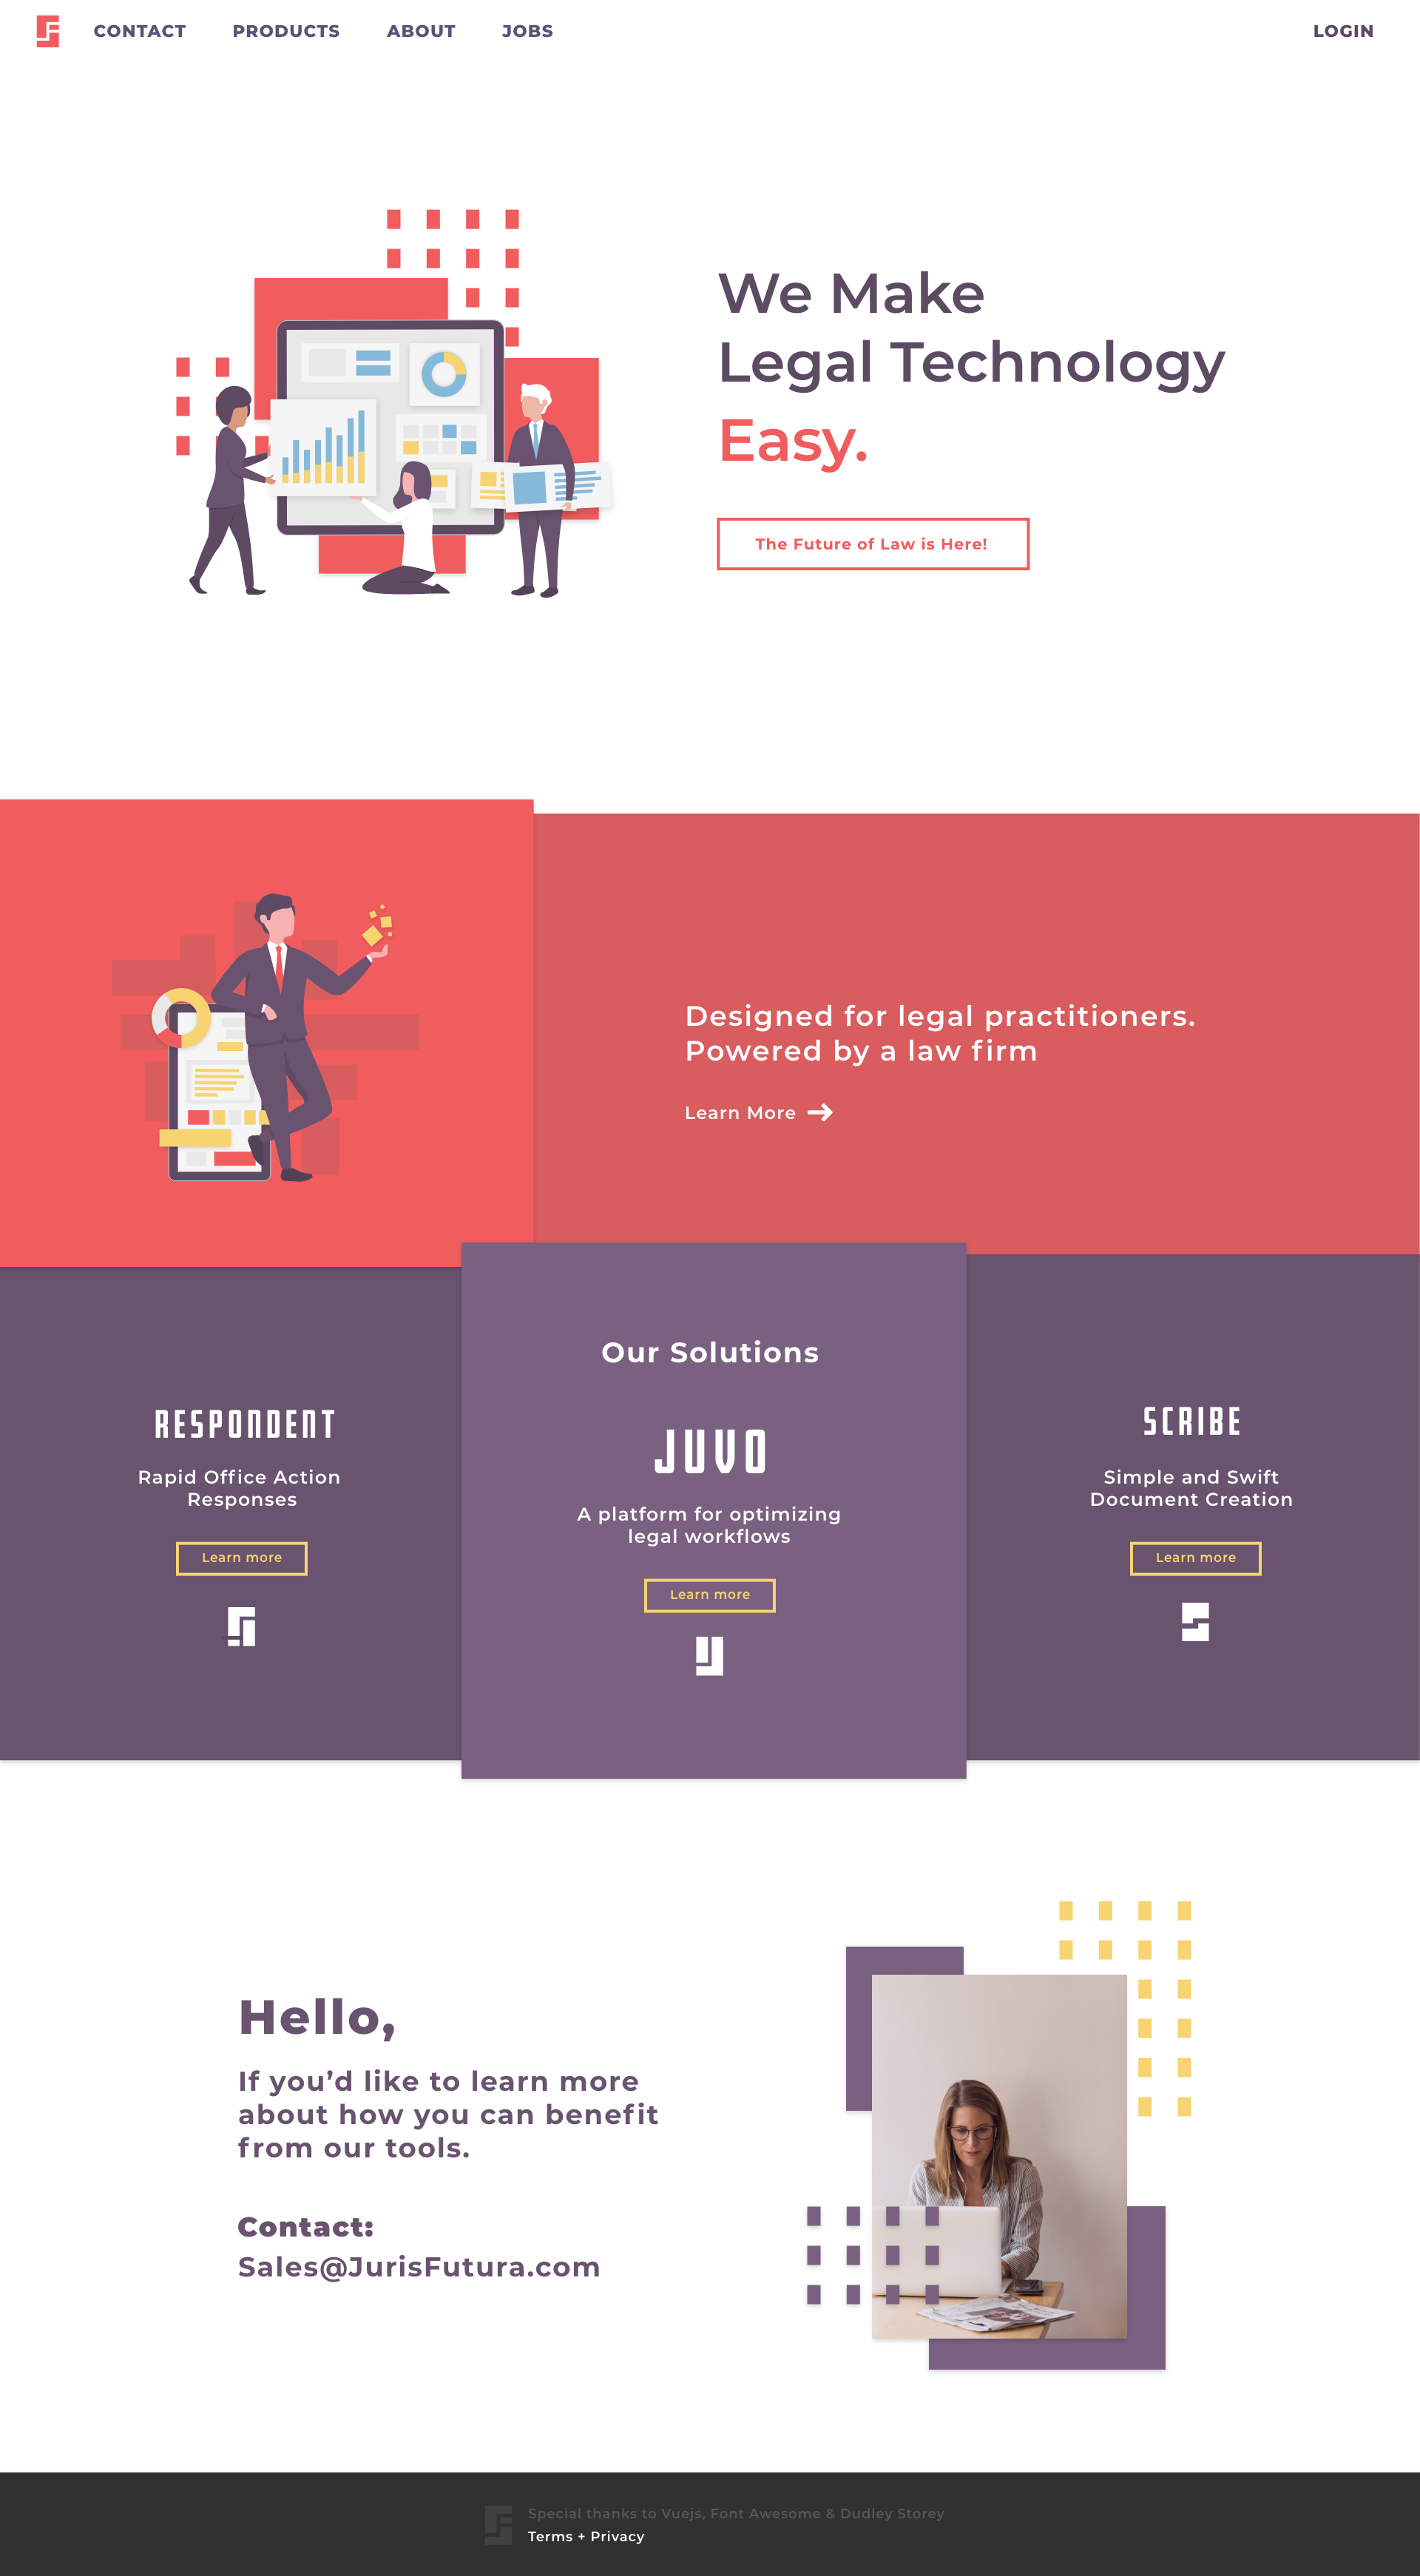 CONTACT PRODUCTS ABOUT JOBS LOGIN
We Make
Legal Technology
Easy.
The Future of Law is Here!
Designed for legal practitioners.
Powered by a law firm
Learn More
Our Solutions
RESPONDENT
Rapid Office Action
Responses
Learn more
JUVO
A platform for optimizing
legal workflows
Learn more
SCRIBE
Simple and Swift
Document Creation
Learn more
Hello,
If you’d like to learn more
about how you can benefit
from our tools.
Contact:
Sales@JurisFutura.com
Special thanks to Vuejs, Font Awesome & Dudley Storey
Terms + Privacy